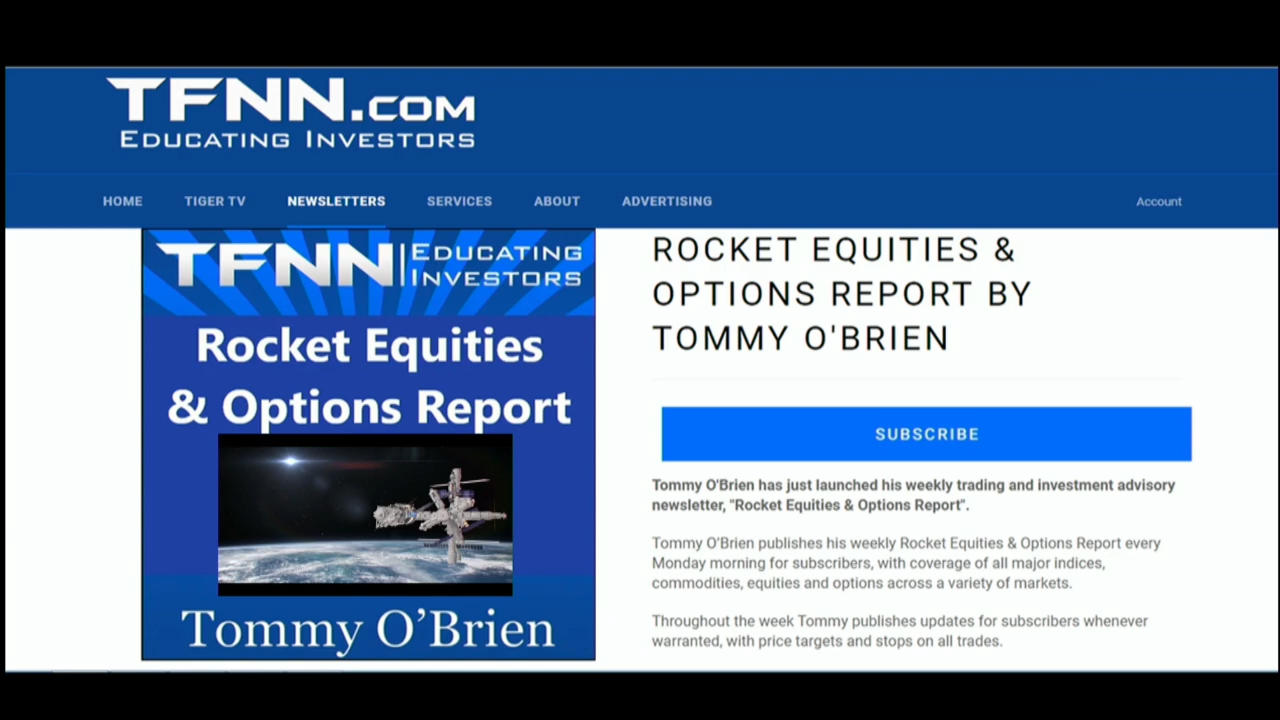 TFNN.COM
EDUCATING INVESTORS
HOME TIGER TV NEWSLETTERS SERVICES ABOUT ADVERTISING Account
TFNN EDUCATING
INVESTORS
Rocket Equities
& Options Report
Tommy O’Brien
ROCKET EQUITIES &
OPTIONS REPORT BY
TOMMY O'BRIEN
SUBSCRIBE
Tommy O'Brien has just launched his weekly trading and investment advisory
newsletter, "Rocket Equities & Options Report".
Tommy O'Brien publishes his weekly Rocket Equities & Options Report every
Monday morning for subscribers, with coverage of all major indices,
commodities, equities and options across a variety of markets.
Throughout the week Tommy publishes updates for subscribers whenever
warranted, with price targets and stops on all trades.